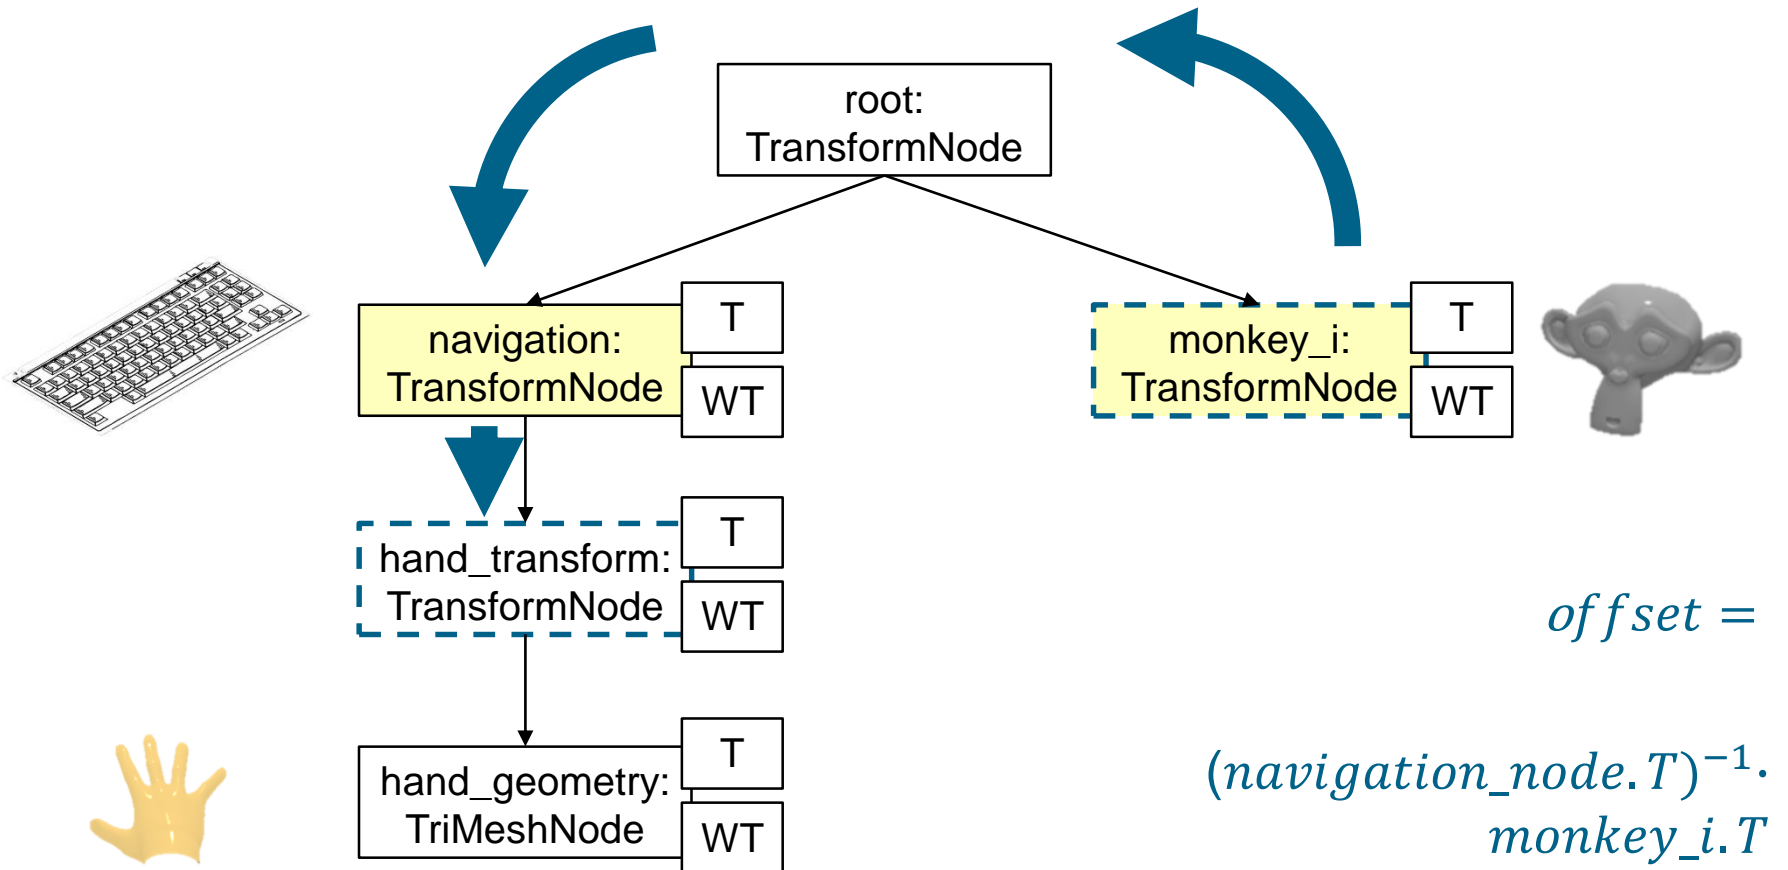 root:
TransformNode
navigation:
TransformNode
T
WT
monkey_i:
TransformNode
T
WT
hand_transform:
TransformNode
T
WT
offset =
hand_geometry:
TriMeshNode
T
WT
(navigation_node.T)⁻¹·
monkey_i.T